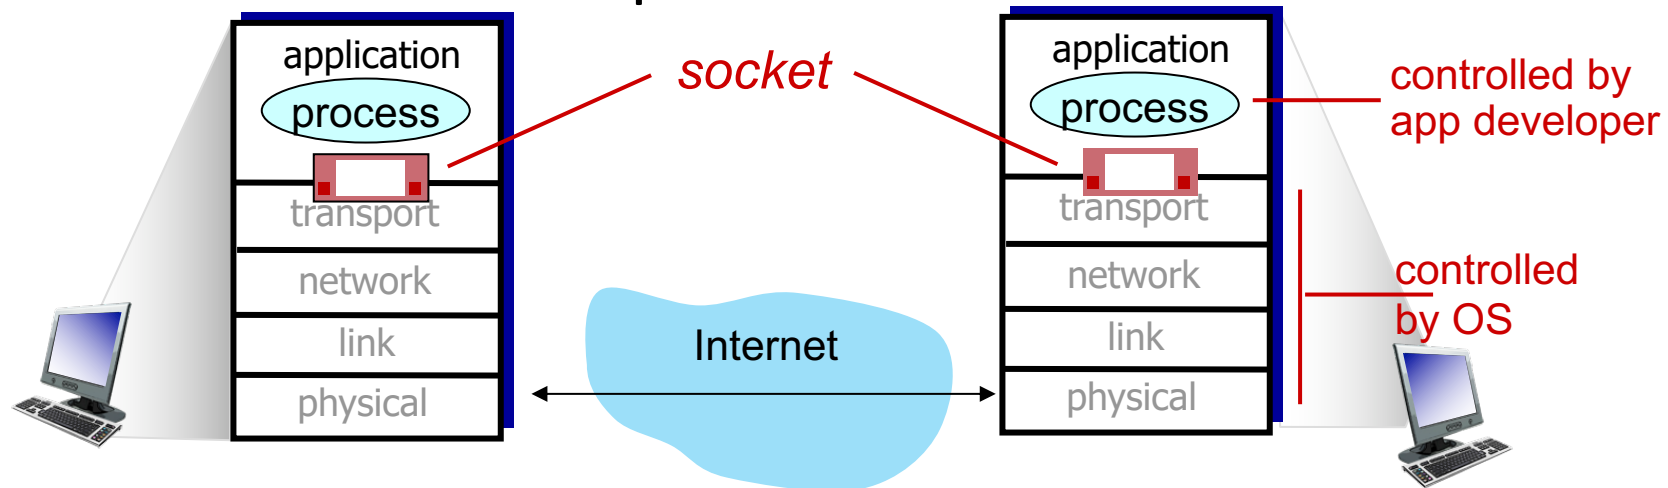 application
process
transport
network
link
physical
socket
Internet
application
process
transport
network
link
physical
controlled by
app developer
controlled
by OS